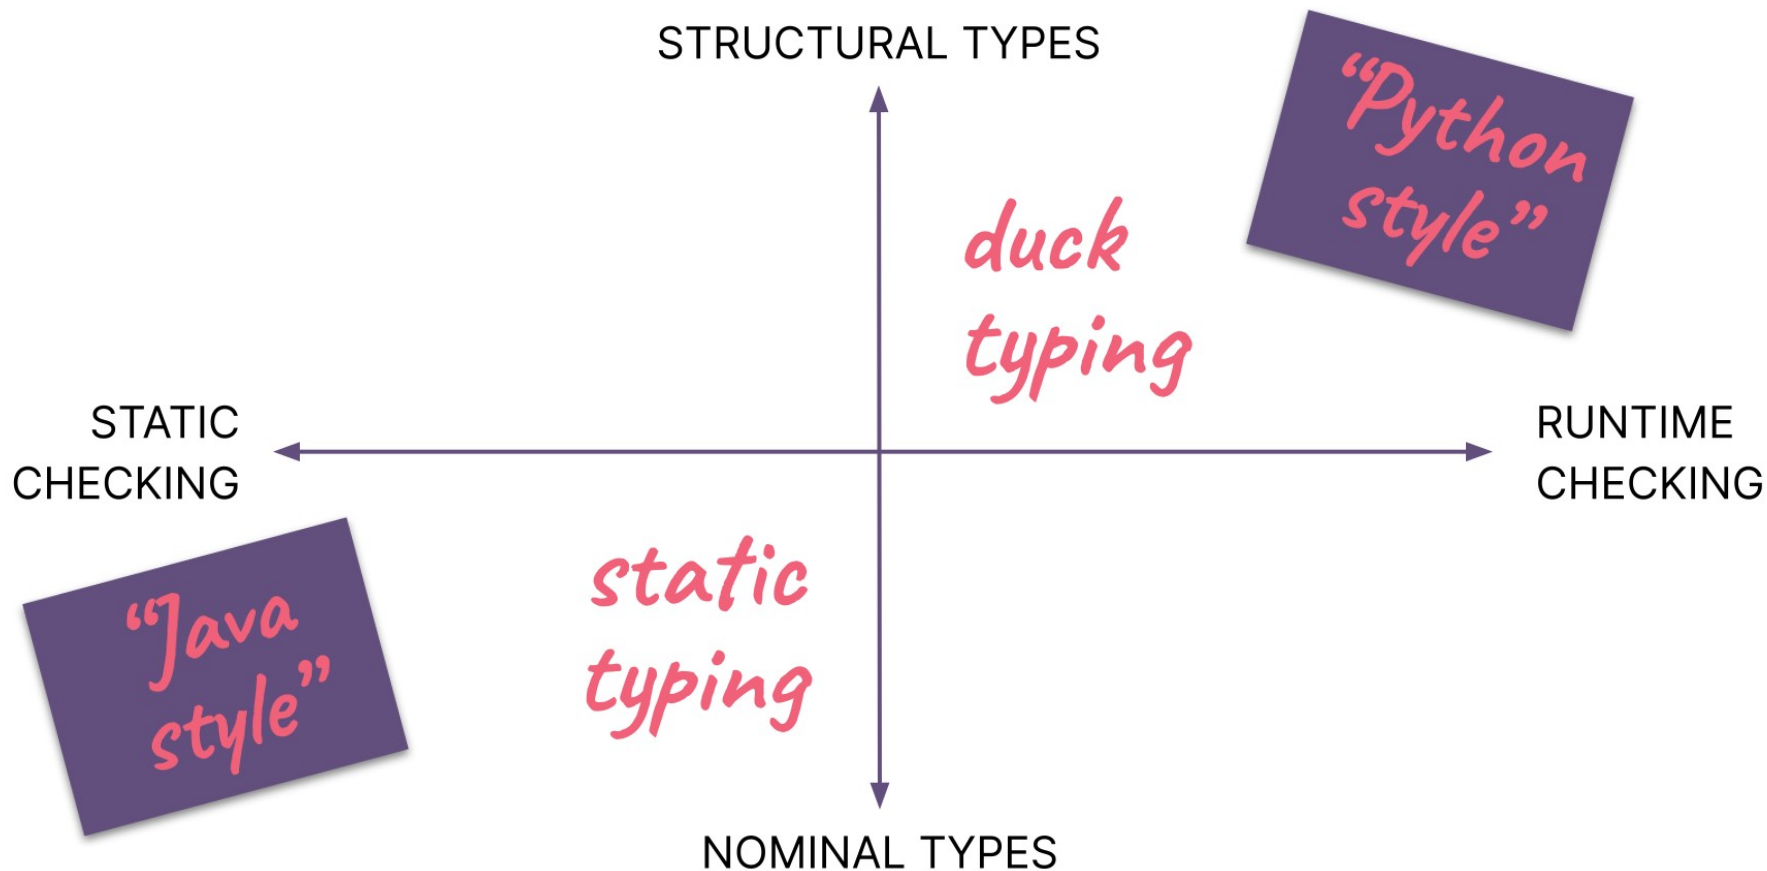 STRUCTURAL TYPES
“Python
style”
duck
typing
STATIC
CHECKING
RUNTIME
CHECKING
“Java
style”
static
typing
NOMINAL TYPES